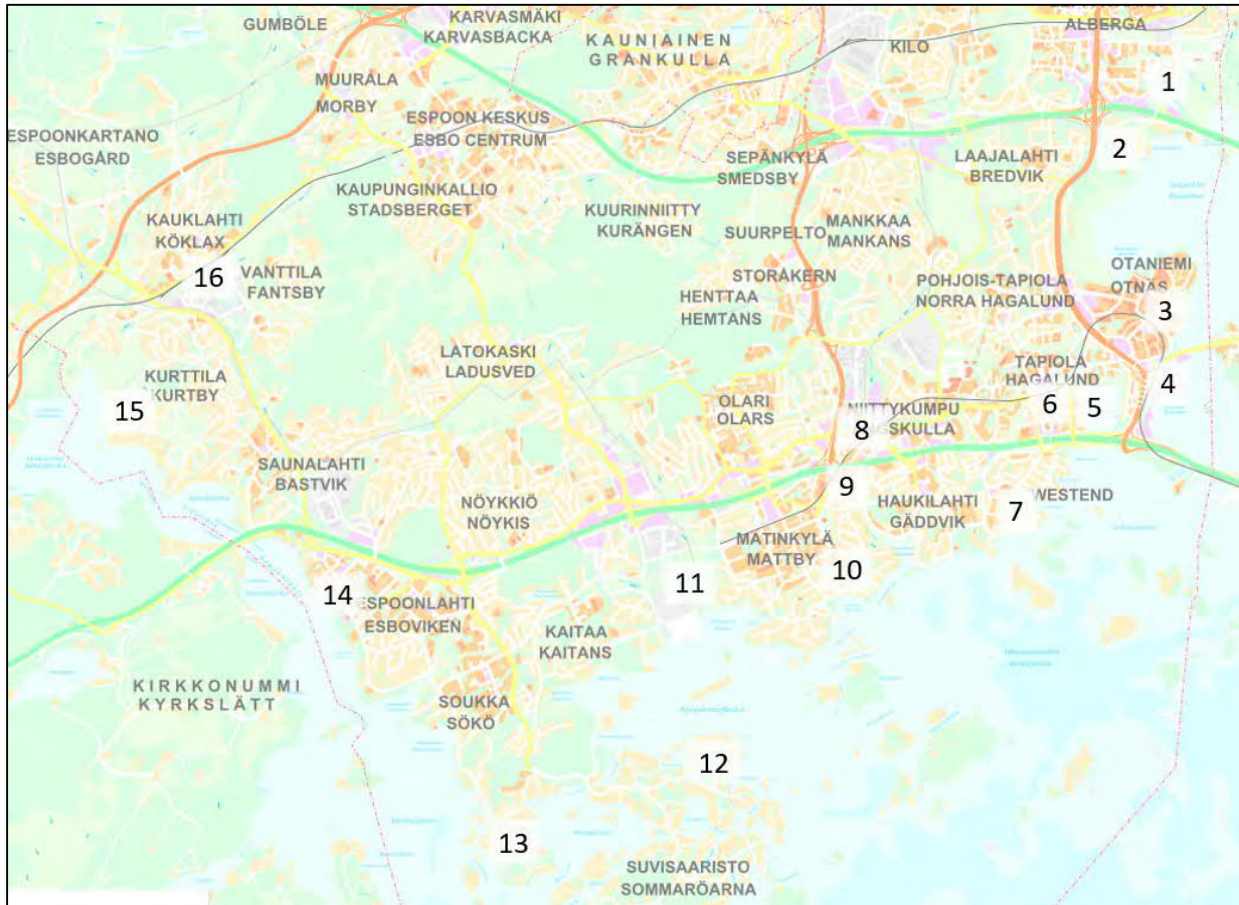 GUMBÖLE
KARVASMÄKI
KARVASBACKA
KAUNIAINEN
GRANKULLA
KILO
ALBERGA
1
MUURALA
MORBY
ESPOON KESKUS
ESBO CENTRUM
ESPOONKARTANO
ESBOGÅRD
SEPÄNKYLÄ
SMEDSBY
LAAJALAHTI
BREDVIK
2
KAUPUNGINKALLIO
STADSBERGET
KAUKLAHTI
KÖKLAX
KUURINNIITTY
KURÄNGEN
SUURPELTO
STORÅKERN
MANKKAA
MANKANS
16
VANTTILA
FANTSBY
HENTTAA
HEMTANS
POHJOIS-TAPIOLA
NORRA HAGALUND
OTANIEMI
OTNÄS
3
LATOKASKI
LADUSVED
TAPIOLA
HAGALUND
4
KURTTILA
KURTBY
15
OLARI
OLARS
NIITTYKUMPU
NGSKULLA
8
6
5
SAUNALAHTI
BASTVIK
NÖYKKIÖ
NÖYKIS
9
HAUKILAHTI
GÄDDVIK
7
WESTEND
MATINKYLÄ
MATTBY
10
11
14
ESPOONLAHTI
ESBOVIKEN
KAITAA
KAITANS
KIRKKONUMMI
KYRKSLÄTT
SOUKKA
SÖKÖ
12
13
SUVISAARISTO
SOMMARÖARNA